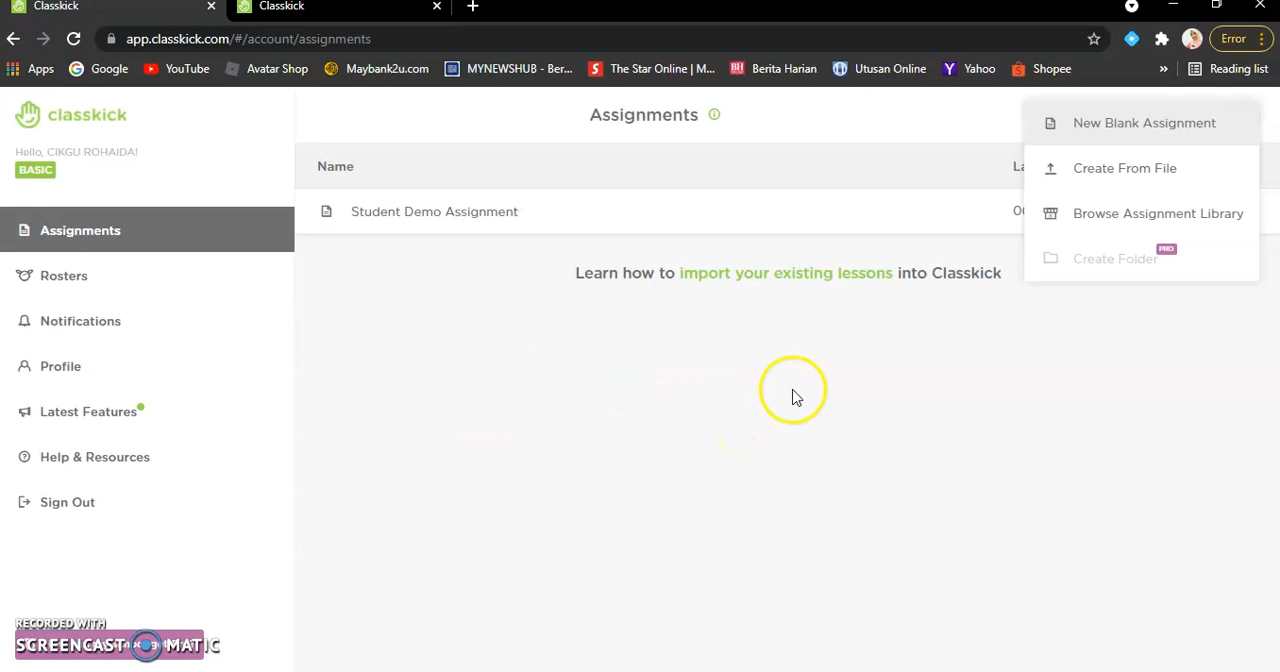 Classkick
Classkick
app.classkick.com/#/account/assignments
Error
Apps
Google
YouTube
Avatar Shop
Maybank2u.com
MYNEWSHUB - Ber...
The Star Online | M...
Berita Harian
Utusan Online
Yahoo
Shopee
»
Reading list
classkick
Hello, CIKGU ROHAIDA!
BASIC
Assignments
Rosters
Notifications
Profile
Latest Features
Help & Resources
Sign Out
Assignments
Name
La
Student Demo Assignment
06
Learn how to import your existing lessons into Classkick
New Blank Assignment
Create From File
Browse Assignment Library
Create Folder PRO
RECORDED WITH
SCREENCAST MATIC